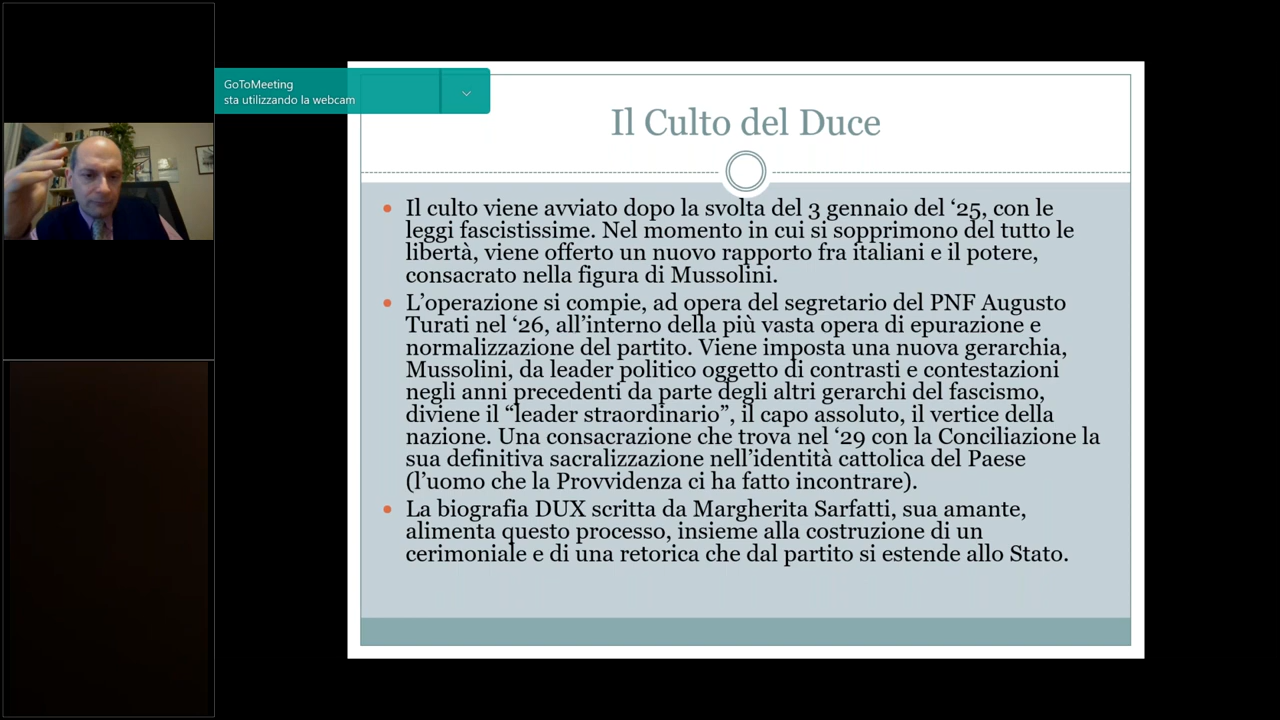 GoToMeeting
sta utilizzando la webcam
Il Culto del Duce
Il culto viene avviato dopo la svolta del 3 gennaio del ‘25, con le
leggi fascistissime. Nel momento in cui si sopprimono del tutto le
libertà, viene offerto un nuovo rapporto fra italiani e il potere,
consacrato nella figura di Mussolini.
L’operazione si compie, ad opera del segretario del PNF Augusto
Turati nel ‘26, all’interno della più vasta opera di epurazione e
normalizzazione del partito. Viene imposta una nuova gerarchia,
Mussolini, da leader politico oggetto di contrasti e contestazioni
negli anni precedenti da parte degli altri gerarchi del fascismo,
diviene il “leader straordinario”, il capo assoluto, il vertice della
nazione. Una consacrazione che trova nel ‘29 con la Conciliazione la
sua definitiva sacralizzazione nell’identità cattolica del Paese
(l’uomo che la Provvidenza ci ha fatto incontrare).
La biografia DUX scritta da Margherita Sarfatti, sua amante,
alimenta questo processo, insieme alla costruzione di un
cerimoniale e di una retorica che dal partito si estende allo Stato.